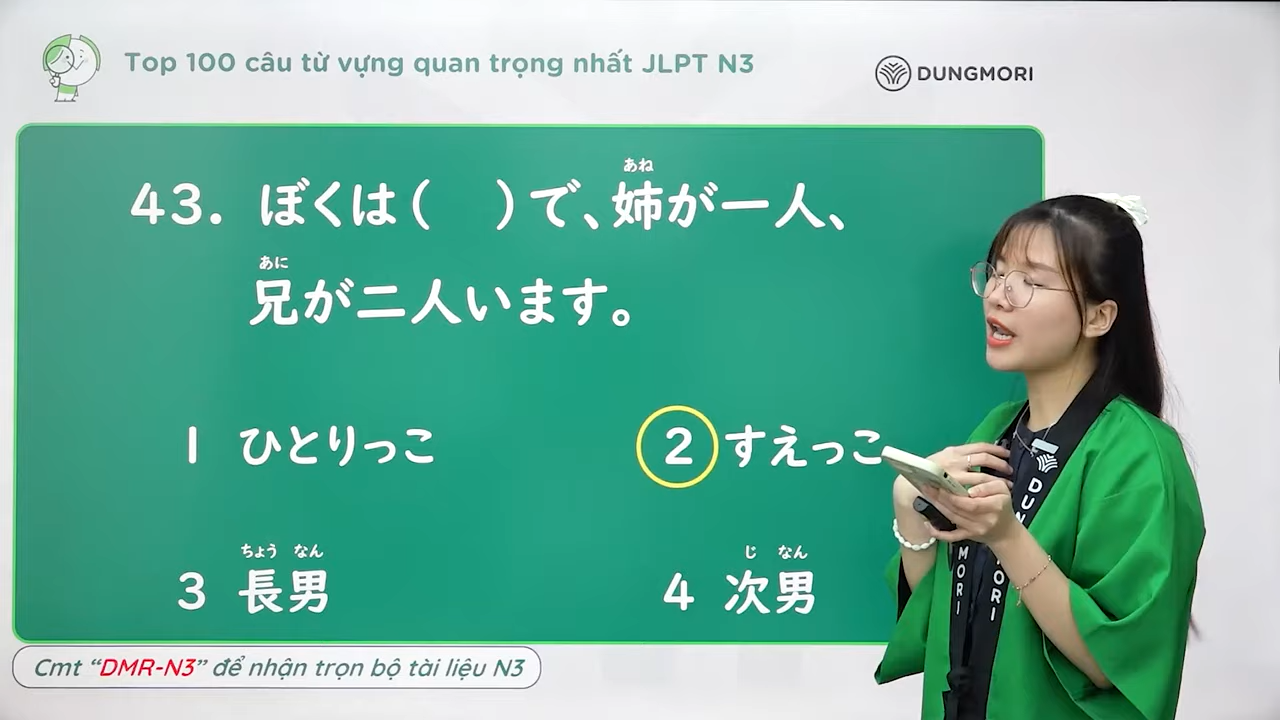 Top 100 câu từ vựng quan trọng nhất JLPT N3
DUNGMORI
43. ぼくは（　）で、姉が一人、
あね
兄が二人います。
あに
1 ひとりっこ
2 すえっこ
3 長男
ちょう なん
4 次男
じ なん
Cmt “DMR-N3” để nhận trọn bộ tài liệu N3
MORI
MORI